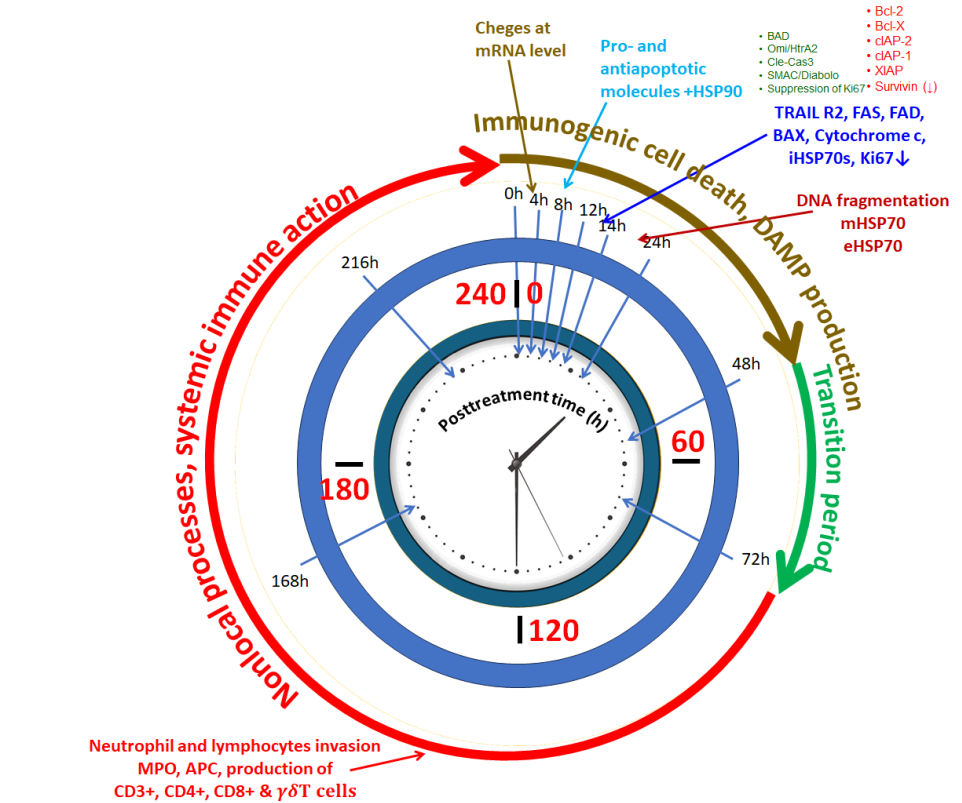 Cheges at
mRNA level
Pro- and
antiapoptotic
molecules +HSP90
• BAD
• Omi/HtrA2
• Cle-Cas3
• SMAC/Diabolo
• Suppression of Ki67
• Bcl-2
• Bcl-X
• cIAP-2
• cIAP-1
• XIAP
• Survivin (↓)
TRAIL R2, FAS, FAD,
BAX, Cytochrome c,
iHSP70s, Ki67↓
DNA fragmentation
mHSP70
eHSP70
Immunogenic cell death, DAMP production
Transition period
Nonlocal processes, systemic immune action
0h
4h
8h
12h
14h
24h
48h
72h
168h
216h
240
0
60
120
180
Posttreatment time (h)
Neutrophil and lymphocytes invasion
MPO, APC, production of
CD3+, CD4+, CD8+ & γδT cells